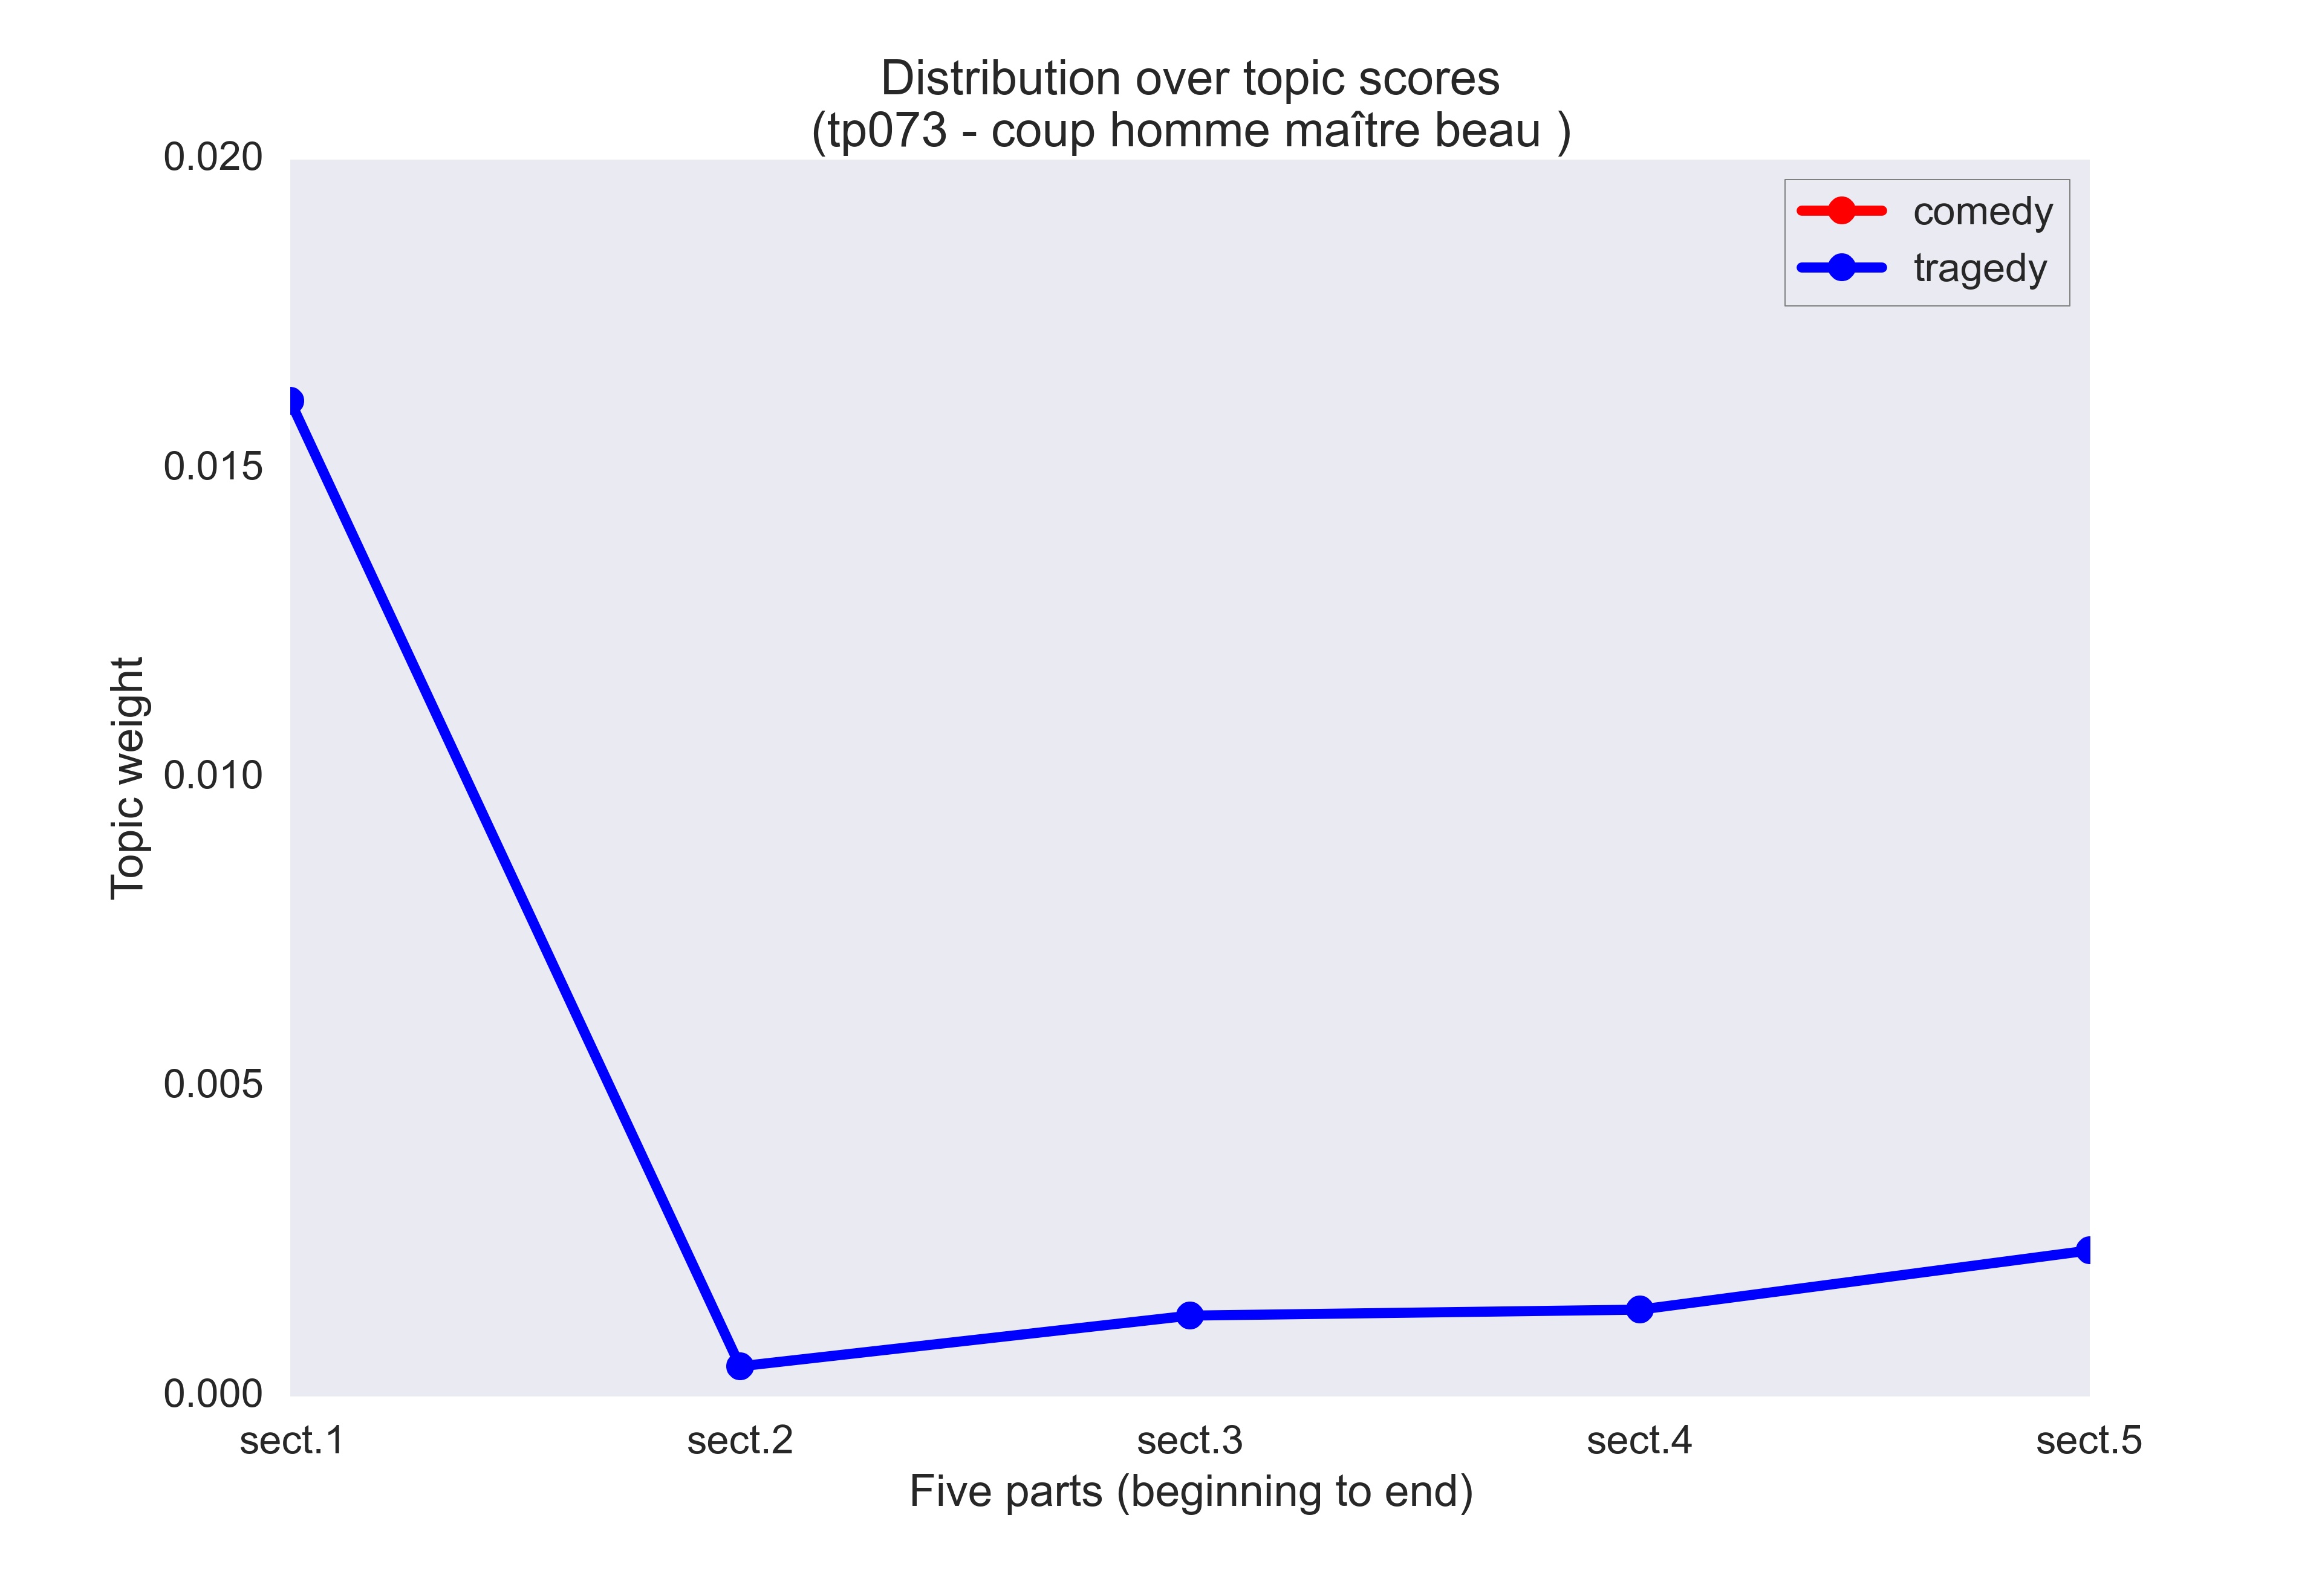 Distribution over topic scores
(tp073 - coup homme maître beau )
0.020
0.015
0.010
0.005
0.000
Topic weight
comedy
tragedy
sect.1
sect.2
sect.3
sect.4
sect.5
Five parts (beginning to end)